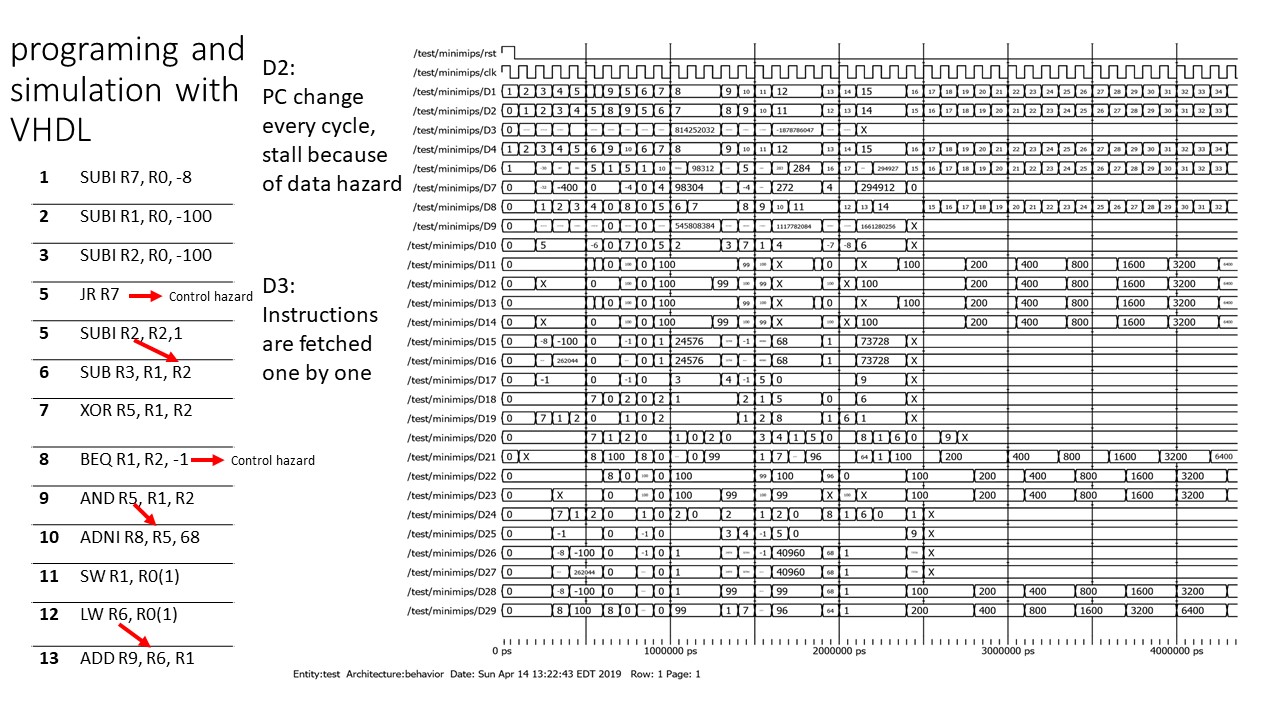 programing and
simulation with
VHDL
1 SUBI R7, R0, -8
2 SUBI R1, R0, -100
3 SUBI R2, R0, -100
5 JR R7 Control hazard
5 SUBI R2, R2,1
6 SUB R3, R1, R2
7 XOR R5, R1, R2
8 BEQ R1, R2, -1 Control hazard
9 AND R5, R1, R2
10 ADNI R8, R5, 68
11 SW R1, R0(1)
12 LW R6, R0(1)
13 ADD R9, R6, R1
D2:
PC change
every cycle,
stall because
of data hazard
D3:
Instructions
are fetched
one by one
/test/minimips/rst
/test/minimips/clk
/test/minimips/D1 1 2 3 4 5 9 5 6 7 8 9 10 11 12 13 14 15 16 17 18 19 20 21 22 23 24 25 26 27 28 29 30 31 32 33 34
/test/minimips/D2 0 1 2 3 4 5 8 9 5 6 7 8 9 10 11 12 13 14 15 16 17 18 19 20 21 22 23 24 25 26 27 28 29 30 31 32 33
/test/minimips/D3 0 814252032 -1878786047 X
/test/minimips/D4 1 2 3 4 5 6 9 10 6 7 8 9 10 11 12 13 14 15 16 17 18 19 20 21 22 23 24 25 26 27 28 29 30 31 32 33 34
/test/minimips/D6 1 5 1 5 1 10 98312 5 284 16 17 294927 15 16 17 18 19 20 21 22 23 24 25 26 27 28 29 30 31 32 33
/test/minimips/D7 0 -400 0 -4 0 4 98304 -4 272 4 294912 0
/test/minimips/D8 0 1 2 3 4 0 8 0 5 6 7 8 9 10 11 12 13 14 15 16 17 18 19 20 21 22 23 24 25 26 27 28 29 30 31 32
/test/minimips/D9 0 0 545808384 1117782084 1661280256 X
/test/minimips/D10 0 5 -6 0 7 0 5 2 3 7 1 4 -7 -8 6 X
/test/minimips/D11 0 0 100 0 100 99 100 X 0 X 100 200 400 800 1600 3200 6400
/test/minimips/D12 0 X 0 100 0 100 99 100 99 X 100 X 100 200 400 800 1600 3200 6400
/test/minimips/D13 0 0 100 0 100 99 100 X 0 X 100 200 400 800 1600 3200 6400
/test/minimips/D14 0 X 0 100 0 100 99 100 99 X 100 X 100 200 400 800 1600 3200 6400
/test/minimips/D15 0 -8 -100 0 -1 0 1 24576 -1 68 1 73728 X
/test/minimips/D16 0 262044 0 0 1 24576 68 1 73728 X
/test/minimips/D17 0 -1 0 -1 0 3 4 -1 5 0 9 X
/test/minimips/D18 0 7 0 2 0 2 1 2 1 5 0 6 X
/test/minimips/D19 0 7 1 2 0 1 0 2 1 2 8 1 6 1 X
/test/minimips/D20 0 7 1 2 0 1 0 2 0 3 4 1 5 0 8 1 6 0 9 X
/test/minimips/D21 0 X 8 100 8 0 0 99 1 7 96 64 1 100 200 400 800 1600 3200 6400
/test/minimips/D22 0 8 0 100 0 100 99 100 96 0 100 200 400 800 1600 3200
/test/minimips/D23 0 X 0 100 0 100 99 100 99 X 100 X 100 200 400 800 1600 3200
/test/minimips/D24 0 7 1 2 0 1 0 2 0 2 1 2 0 8 1 6 0 1 X
/test/minimips/D25 0 -1 0 -1 0 3 4 -1 5 0 9 X
/test/minimips/D26 0 -8 -100 0 -1 0 1 -1 40960 68 1 X
/test/minimips/D27 0 262044 0 0 1 40960 68 1 X
/test/minimips/D28 0 -8 -100 0 0 1 99 99 68 1 100 200 400 800 1600 3200
/test/minimips/D29 0 8 100 8 0 0 99 1 7 96 64 1 200 400 800 1600 3200 6400
0 ps 1000000 ps 2000000 ps 3000000 ps 4000000 ps
Entity:test Architecture:behavior Date: Sun Apr 14 13:22:43 EDT 2019 Row: 1 Page: 1